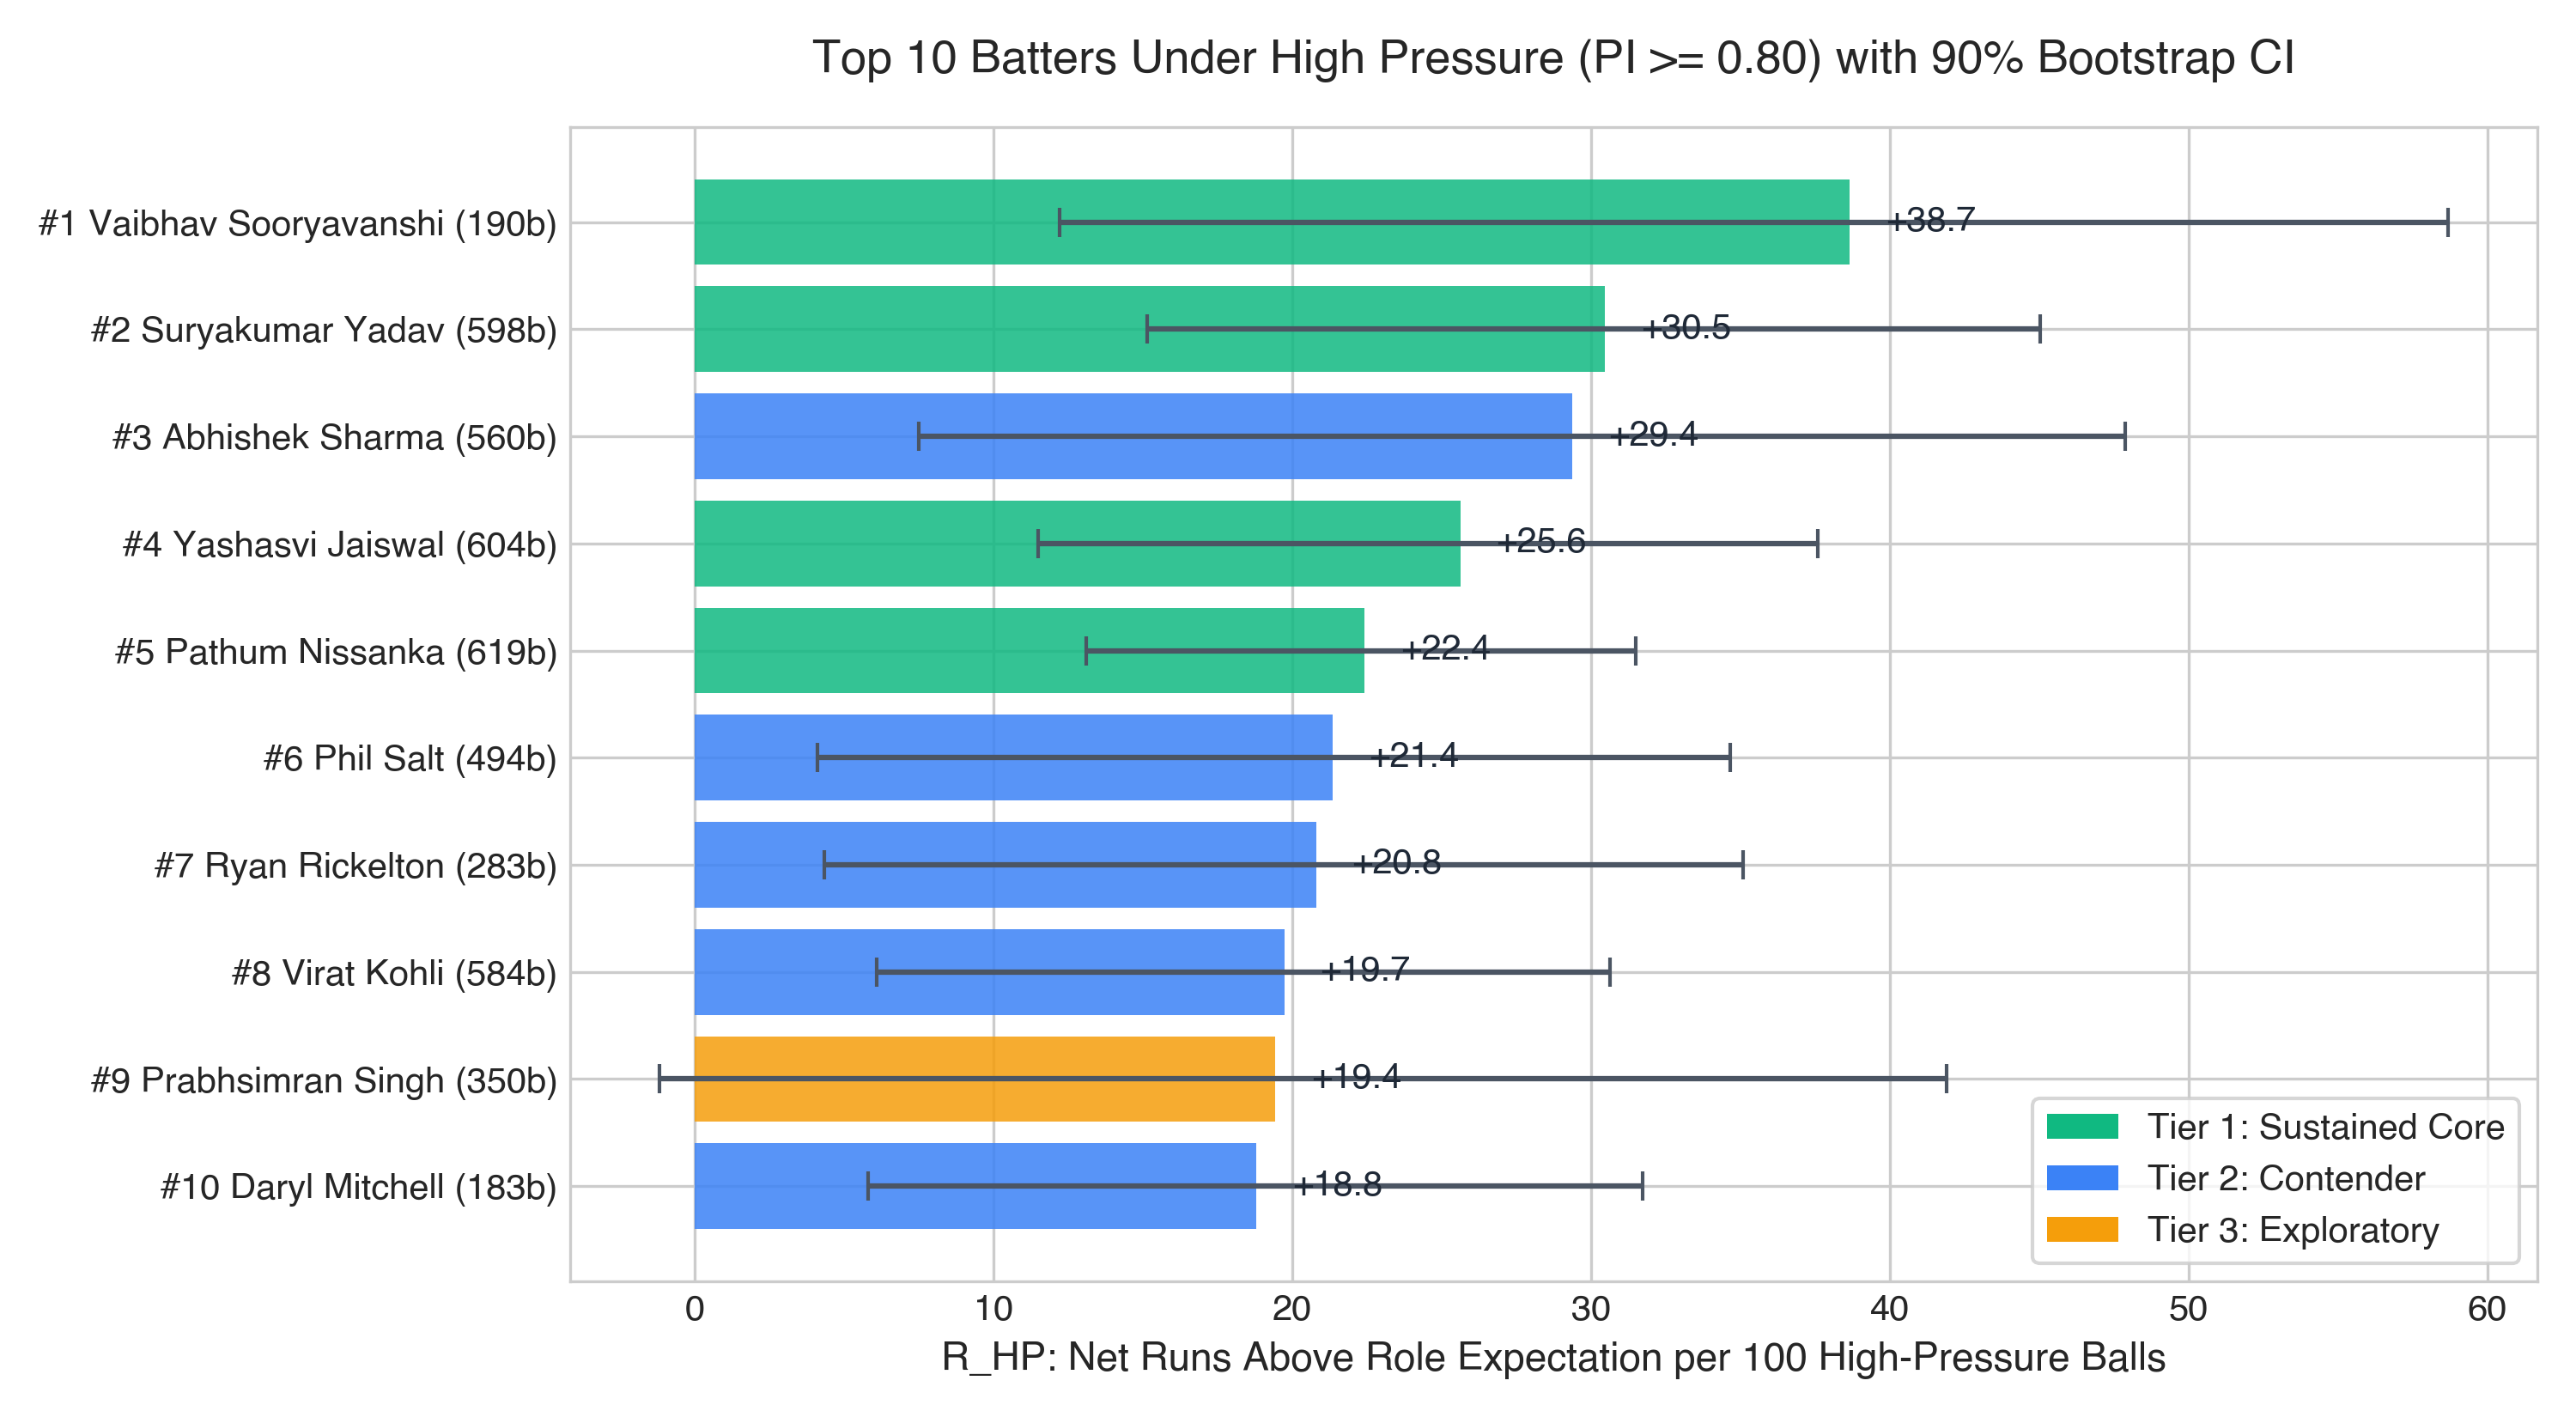 Top 10 Batters Under High Pressure (PI >= 0.80) with 90% Bootstrap CI
#1 Vaibhav Sooryavanshi (190b)
+38.7
#2 Suryakumar Yadav (598b)
+30.5
#3 Abhishek Sharma (560b)
+29.4
#4 Yashasvi Jaiswal (604b)
+25.6
#5 Pathum Nissanka (619b)
+22.4
#6 Phil Salt (494b)
+21.4
#7 Ryan Rickelton (283b)
+20.8
#8 Virat Kohli (584b)
+19.7
#9 Prabhsimran Singh (350b)
+19.4
#10 Daryl Mitchell (183b)
+18.8
Tier 1: Sustained Core
Tier 2: Contender
Tier 3: Exploratory
0 10 20 30 40 50 60
R_HP: Net Runs Above Role Expectation per 100 High-Pressure Balls